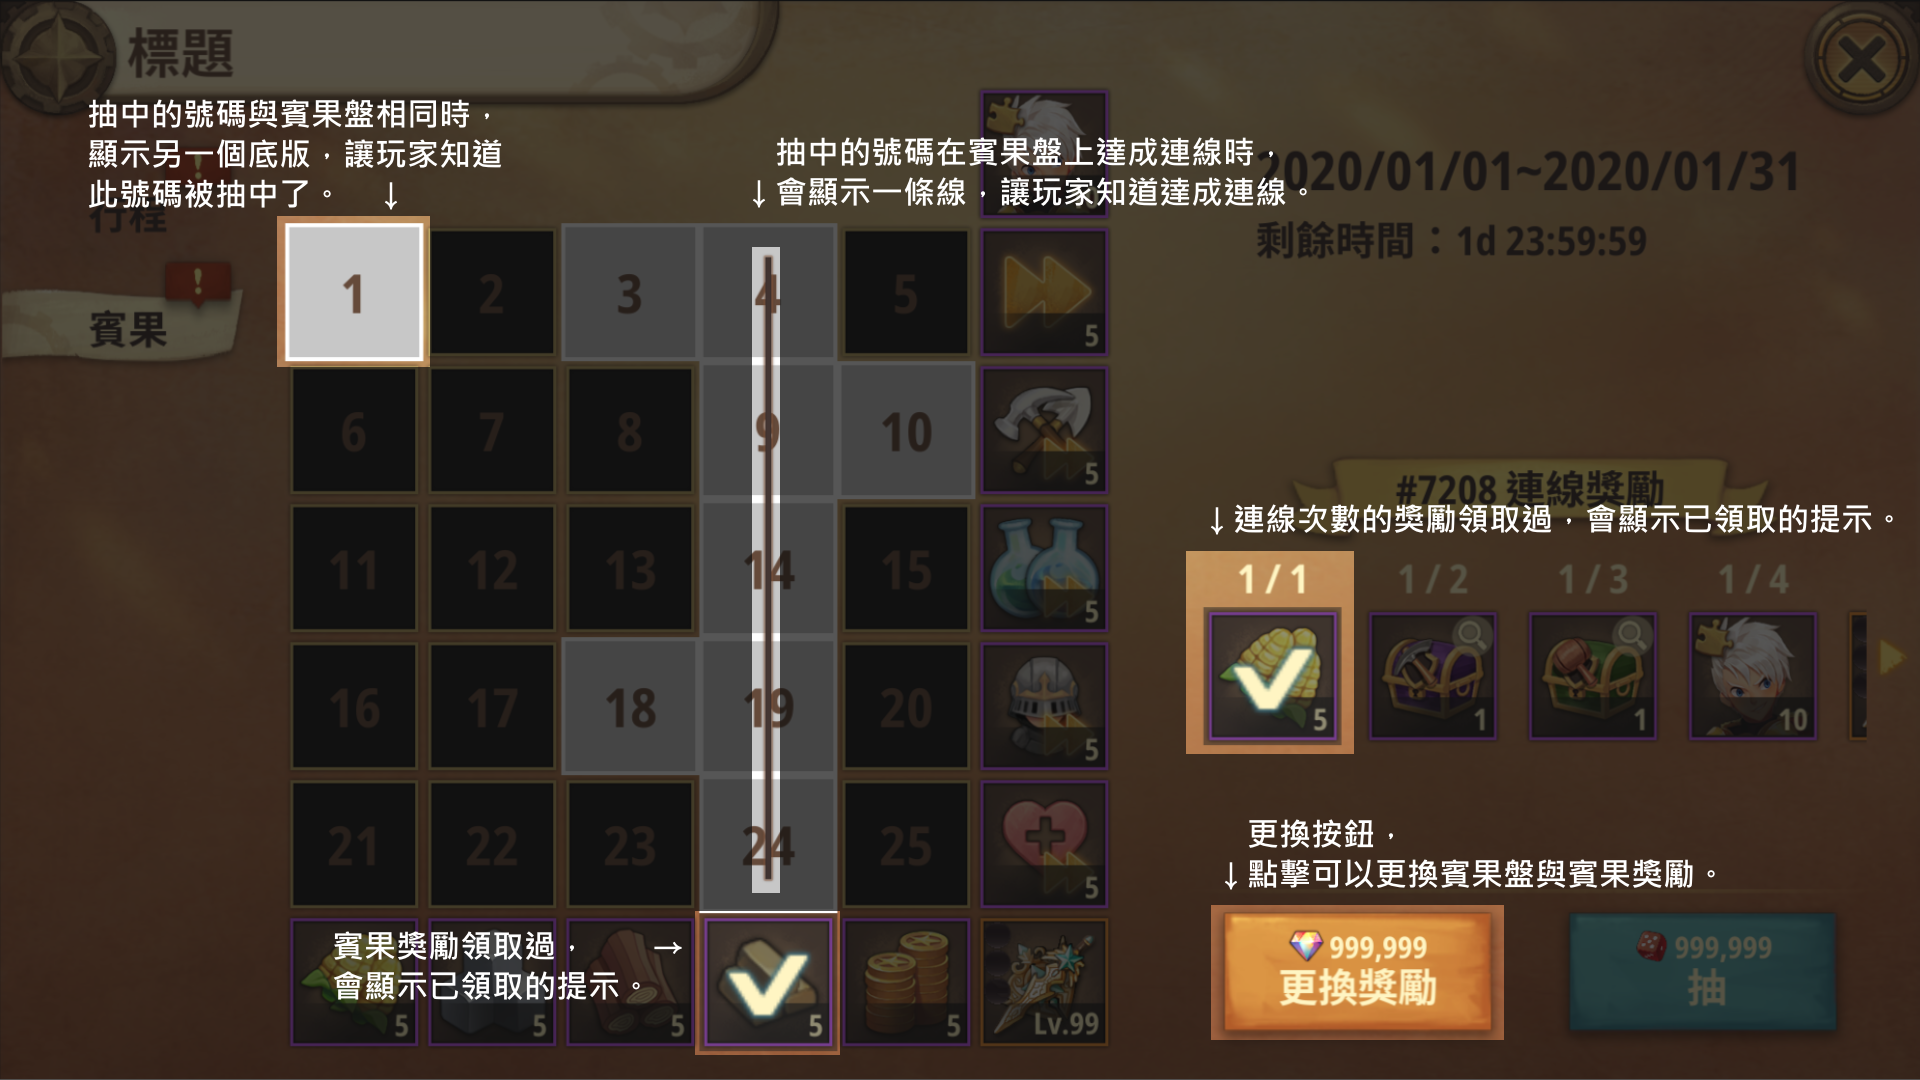 標題
抽中的號碼與賓果盤相同時，
顯示另一個底版，讓玩家知道
此號碼被抽中了。 ↓
行程
賓果
抽中的號碼在賓果盤上達成連線時，
↓會顯示一條線，讓玩家知道達成連線。
2020/01/01~2020/01/31
剩餘時間：1d 23:59:59
1 2 3 4 5 5
6 7 8 9 10 5
11 12 13 14 15 5
16 17 18 19 20 5
21 22 23 24 25 5
賓果獎勵領取過， →
會顯示已領取的提示。
5 5 5 5 5 Lv.99
#7208 連線獎勵
↓連線次數的獎勵領取過，會顯示已領取的提示。
1 / 1 1 / 2 1 / 3 1 / 4
5 1 1 10
更換按鈕，
↓點擊可以更換賓果盤與賓果獎勵。
999,999
更換獎勵
999,999
抽